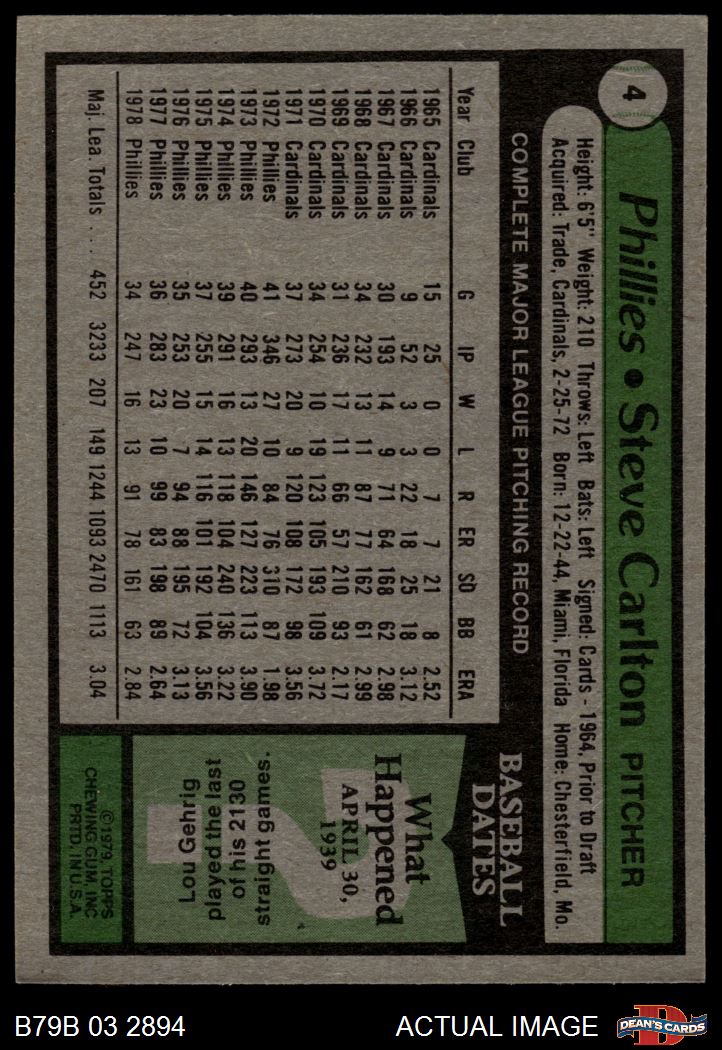 4
Phillies • Steve Carlton PITCHER
Height: 6'5" Weight: 210 Throws: Left Bats: Left Signed: Cards - 1964, Prior to Draft
Acquired: Trade, Cardinals, 2-25-72 Born: 12-22-44, Miami, Florida Home: Chesterfield, Mo.
COMPLETE MAJOR LEAGUE PITCHING RECORD
Year Club G IP W L R ER SO BB ERA
1965 Cardinals 15 25 0 0 7 7 21 8 2.52
1966 Cardinals 9 52 3 3 22 18 25 18 3.12
1967 Cardinals 30 193 14 9 71 64 168 62 2.98
1968 Cardinals 34 232 13 11 87 77 162 61 2.99
1969 Cardinals 31 236 17 11 66 57 210 93 2.17
1970 Cardinals 34 254 10 19 123 105 193 109 3.72
1971 Cardinals 37 273 20 9 120 108 172 98 3.56
1972 Phillies 41 346 27 10 84 76 310 87 1.98
1973 Phillies 40 293 13 20 146 127 223 113 3.90
1974 Phillies 39 291 16 13 118 104 240 136 3.22
1975 Phillies 37 255 15 14 116 101 192 104 3.56
1976 Phillies 35 253 20 7 94 88 195 72 3.13
1977 Phillies 36 283 23 10 99 83 198 89 2.64
1978 Phillies 34 247 16 13 91 78 161 63 2.84
Maj. Lea. Totals . . . 452 3233 207 149 1244 1093 2470 1113 3.04
BASEBALL
DATES
What
Happened
APRIL 30,
1939
?
Lou Gehrig
played the last
of his 2130
straight games.
©1979, TOPPS
CHEWING GUM, INC
PRTD. IN U.S.A.
B79B 03 2894
ACTUAL IMAGE
D
DEAN'S CARDS